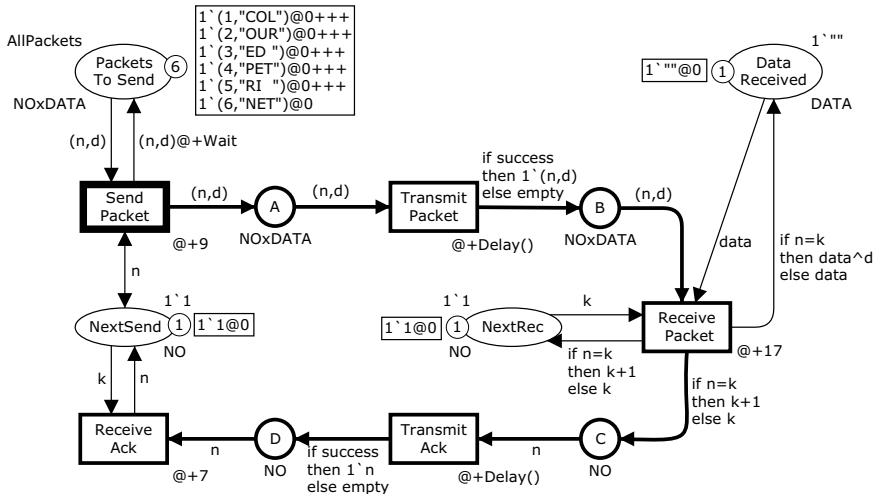 AllPackets
Packets
To Send
6
1`(1,"COL")@0+++
1`(2,"OUR")@0+++
1`(3,"ED ")@0+++
1`(4,"PET")@0+++
1`(5,"RI  ")@0+++
1`(6,"NET")@0
NOxDATA
1`""
1`""@0
1
Data
Received
DATA
(n,d)
(n,d)@+Wait
Send
Packet
@+9
(n,d)
A
NOxDATA
(n,d)
Transmit
Packet
@+Delay()
if success
then 1`(n,d)
else empty
B
NOxDATA
(n,d)
data
if n=k
then data^d
else data
n
1`1
NextSend
1
1`1@0
NO
1`1
1`1@0
1
NextRec
NO
k
if n=k
then k+1
else k
Receive
Packet
@+17
if n=k
then k+1
else k
k
n
Receive
Ack
@+7
n
D
NO
if success
then 1`n
else empty
Transmit
Ack
@+Delay()
n
C
NO